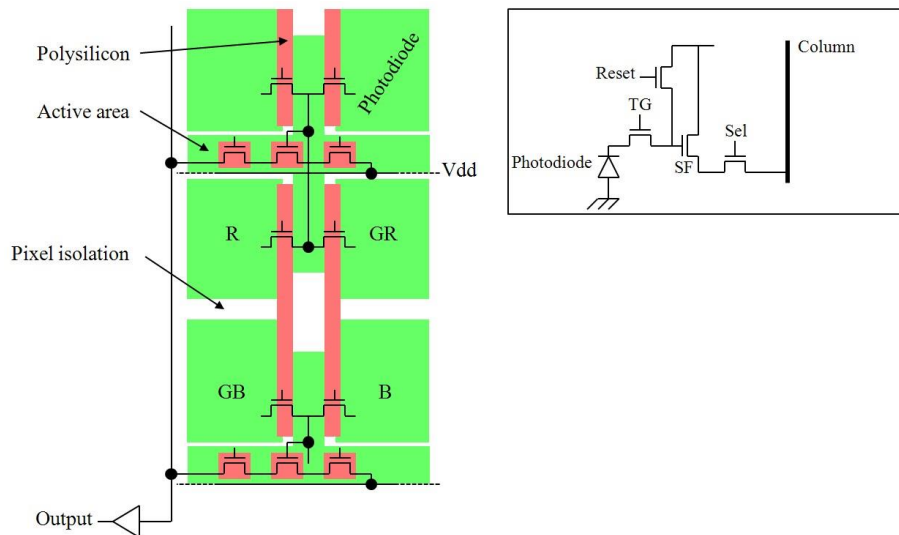 Polysilicon
Photodiode
Active area
Vdd
R
GR
Pixel isolation
GB
B
Output
Column
Reset
TG
Sel
Photodiode
SF